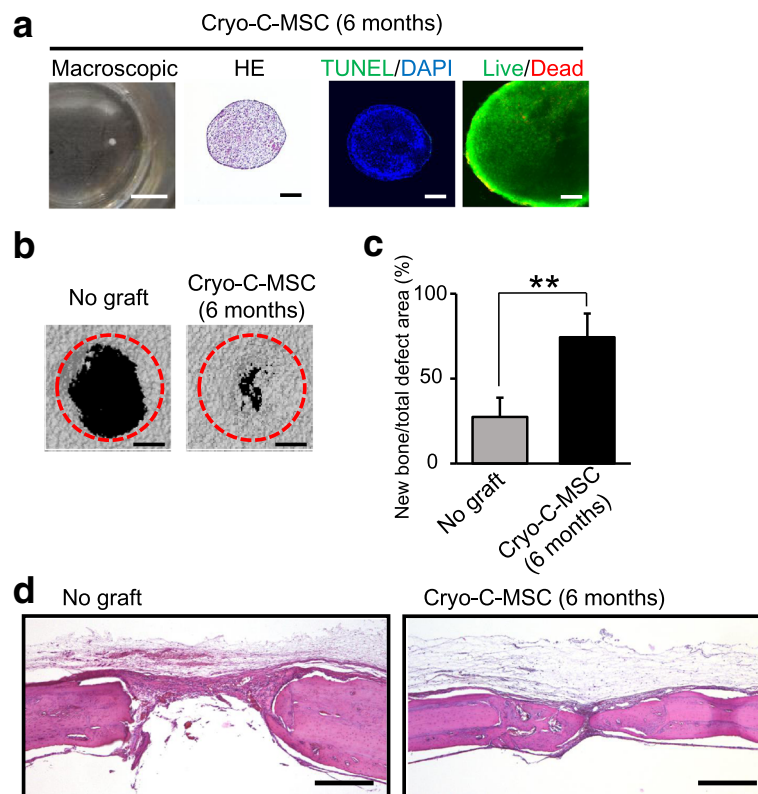 a
Cryo-C-MSC (6 months)
Macroscopic
HE
TUNEL/DAPI
Live/Dead
b
No graft
Cryo-C-MSC
(6 months)
c
New bone/total defect area (%)
100
50
0
**
No graft
Cryo-C-MSC
(6 months)
d
No graft
Cryo-C-MSC (6 months)